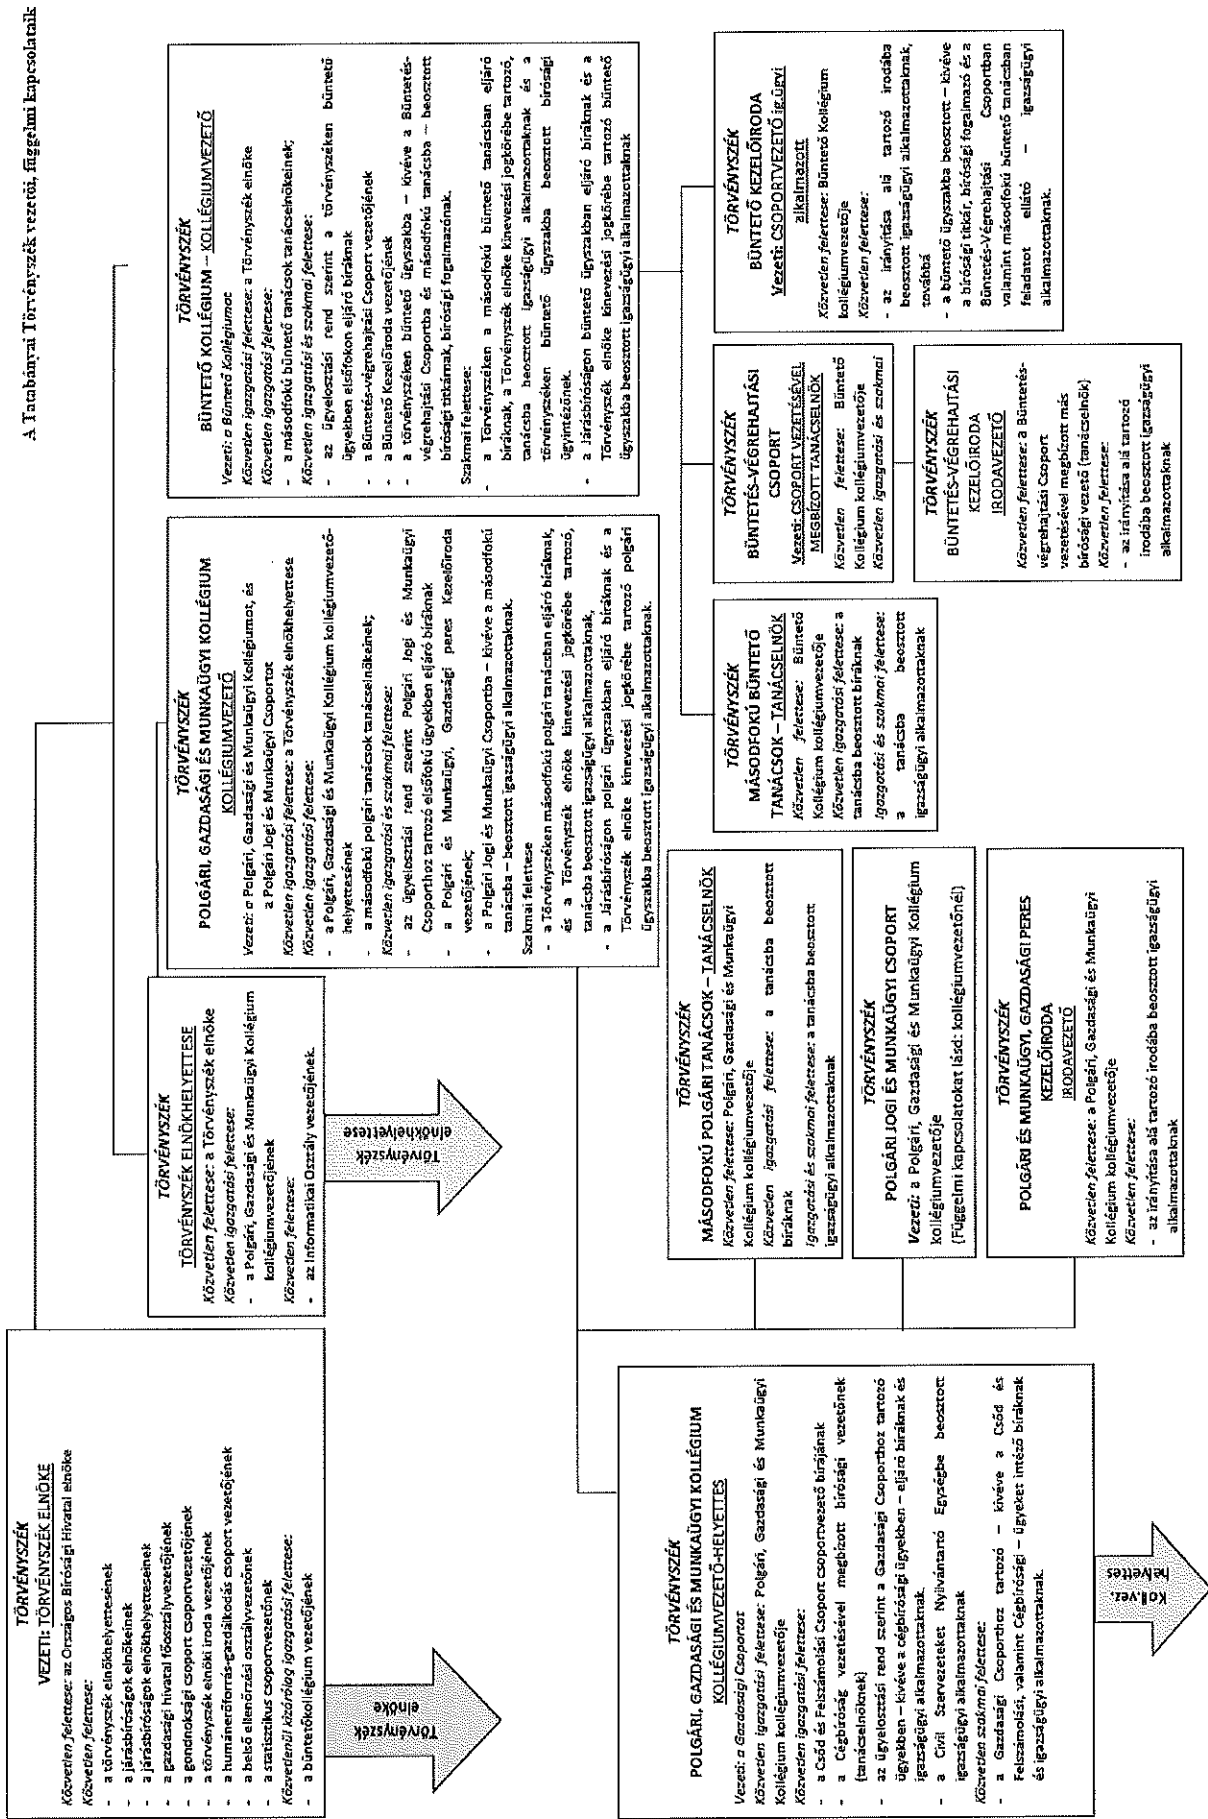 A Tatabányai Törvényszék vezetői, függelmi kapcsolataik
TÖRVÉNYSZÉK
VEZETI: TÖRVÉNYSZÉK ELNÖKE
Közvetlen felettese: az Országos Bírósági Hivatal elnöke
Közvetlen felettese:
- a törvényszék elnökhelyettesének
- a járásbíróságok elnökeinek
- a járásbíróságok elnökhelyetteseinek
- a gazdasági hivatal főosztályvezetőjének
- a gondnoksági csoport csoportvezetőjének
- a törvényszék elnöki iroda vezetőjének
- a humánerőforrás-gazdálkodás csoport vezetőjének
- a belső ellenőrzési osztályvezetőnek
- a statisztikus csoportvezetőnek
Közvetlenül kizárólag igazgatási felettese:
- a büntetőkollégium vezetőjének
Törvényszék
elnöke
TÖRVÉNYSZÉK
TÖRVÉNYSZÉK ELNÖKHELYETTESE
Közvetlen felettese: a Törvényszék elnöke
Közvetlen igazgatási felettese:
- a Polgári, Gazdasági és Munkaügyi Kollégium
kollégiumvezetőjének
Közvetlen felettese:
- az Informatikai Osztály vezetőjének.
Törvényszék
elnökhelyettese
TÖRVÉNYSZÉK
POLGÁRI, GAZDASÁGI ÉS MUNKAÜGYI KOLLÉGIUM
KOLLÉGIUMVEZETŐ
Vezeti: a Polgári, Gazdasági és Munkaügyi Kollégiumot, és
a Polgári Jogi és Munkaügyi Csoportot
Közvetlen igazgatási felettese: a Törvényszék elnökhelyettese
Közvetlen igazgatási felettese:
- a Polgári, Gazdasági és Munkaügyi Kollégium kollégiumvezető-
helyettesének
- a másodfokú polgári tanácsok tanácselnökeinek;
Közvetlen igazgatási és szakmai felettese:
- az ügyelosztási rend szerint Polgári Jogi és Munkaügyi
Csoporthoz tartozó elsőfokú ügyekben eljáró bíráknak
- a Polgári és Munkaügyi, Gazdasági peres Kezelőiroda
vezetőjének;
- a Polgári Jogi és Munkaügyi Csoportba – kivéve a másodfokú
tanácsba – beosztott igazságügyi alkalmazottaknak.
Szakmai felettese
- a Törvényszéken másodfokú polgári tanácsban eljáró bíráknak,
és a Törvényszék elnöke kinevezési jogkörébe tartozó,
tanácsba beosztott igazságügyi alkalmazottaknak,
- a Járásbíróságon polgári ügyszakban eljáró bíráknak és a
Törvényszék elnöke kinevezési jogkörébe tartozó polgári
ügyszakba beosztott igazságügyi alkalmazottaknak.
TÖRVÉNYSZÉK
BÜNTETŐ KOLLÉGIUM – KOLLÉGIUMVEZETŐ
Vezeti: a Büntető Kollégiumot
Közvetlen igazgatási felettese: a Törvényszék elnöke
Közvetlen igazgatási felettese:
- a másodfokú büntető tanácsok tanácselnökeinek;
Közvetlen igazgatási és szakmai felettese:
- az ügyelosztási rend szerint a törvényszéken büntető
ügyekben elsőfokon eljáró bíráknak
- a Büntetés-végrehajtási Csoport vezetőjének
- a Büntető Kezelőiroda vezetőjének
- a törvényszéken büntető ügyszakba – kivéve a Büntetés-
végrehajtási Csoportba és másodfokú tanácsba – beosztott
bírósági titkárnak, bírósági fogalmazónak.
Szakmai felettese:
- a Törvényszéken a másodfokú büntető tanácsban eljáró
bíráknak, a Törvényszék elnöke kinevezési jogkörébe tartozó,
tanácsba beosztott igazságügyi alkalmazottaknak és a
törvényszéken büntető ügyszakba beosztott bírósági
ügyintézőnek.
- a Járásbíróságon büntető ügyszakban eljáró bíráknak és a
Törvényszék elnöke kinevezési jogkörébe tartozó büntető
ügyszakba beosztott igazságügyi alkalmazottaknak
TÖRVÉNYSZÉK
POLGÁRI, GAZDASÁGI ÉS MUNKAÜGYI KOLLÉGIUM
KOLLÉGIUMVEZETŐ-HELYETTES
Vezeti: a Gazdasági Csoportot
Közvetlen igazgatási felettese: Polgári, Gazdasági és Munkaügyi
Kollégium kollégiumvezetője
Közvetlen igazgatási felettese:
- a Csőd és Felszámolási Csoport csoportvezető bírájának
- a Cégbíróság vezetésével megbízott bírósági vezetőnek
(tanácselnöknek)
- az ügyelosztási rend szerint a Gazdasági Csoporthoz tartozó
ügyekben – kivéve a cégbírósági ügyekben – eljáró bíráknak és
igazságügyi alkalmazottaknak.
- a Civil Szervezeteket Nyilvántartó Egységbe beosztott
igazságügyi alkalmazottaknak
Közvetlen szakmai felettese:
- a Gazdasági Csoporthoz tartozó – kivéve a Csőd és
Felszámolási, valamint Cégbírósági – ügyeket intéző bíráknak
és igazságügyi alkalmazottaknak.
Koll.vez.
helyettes
TÖRVÉNYSZÉK
MÁSODFOKÚ POLGÁRI TANÁCSOK – TANÁCSELNÖK
Közvetlen felettese: Polgári, Gazdasági és Munkaügyi
Kollégium kollégiumvezetője
Közvetlen igazgatási felettese: a tanácsba beosztott
bíráknak
Igazgatási és szakmai felettese: a tanácsba beosztott
igazságügyi alkalmazottaknak
TÖRVÉNYSZÉK
POLGÁRI JOGI ÉS MUNKAÜGYI CSOPORT
Vezeti: a Polgári, Gazdasági és Munkaügyi Kollégium
kollégiumvezetője
(Függelmi kapcsolatokat lásd: kollégiumvezetőnél)
TÖRVÉNYSZÉK
POLGÁRI ÉS MUNKAÜGYI, GAZDASÁGI PERES
KEZELŐIRODA
IRODAVEZETŐ
Közvetlen felettese: a Polgári, Gazdasági és Munkaügyi
Kollégium kollégiumvezetője
Közvetlen felettese:
- az irányítása alá tartozó irodába beosztott igazságügyi
alkalmazottaknak
TÖRVÉNYSZÉK
MÁSODFOKÚ BÜNTETŐ
TANÁCSOK – TANÁCSELNÖK
Közvetlen felettese: Büntető
Kollégium kollégiumvezetője
Közvetlen igazgatási felettese: a
tanácsba beosztott bíráknak
Igazgatási és szakmai felettese:
a tanácsba beosztott
igazságügyi alkalmazottaknak
TÖRVÉNYSZÉK
BÜNTETÉS-VÉGREHAJTÁSI
CSOPORT
Vezeti: CSOPORT VEZETÉSÉVEL
MEGBÍZOTT TANÁCSELNÖK
Közvetlen felettese: Büntető
Kollégium kollégiumvezetője
Közvetlen igazgatási és szakmai
TÖRVÉNYSZÉK
BÜNTETÉS-VÉGREHAJTÁSI
KEZELŐIRODA
IRODAVEZETŐ
Közvetlen felettese: a Büntetés-
végrehajtási Csoport
vezetésével megbízott más
bírósági vezető (tanácselnök)
Közvetlen felettese:
- az irányítása alá tartozó
irodába beosztott igazságügyi
alkalmazottaknak
TÖRVÉNYSZÉK
BÜNTETŐ KEZELŐIRODA
Vezeti: CSOPORTVEZETŐ ig.ügyi
alkalmazott
Közvetlen felettese: Büntető Kollégium
kollégiumvezetője
Közvetlen felettese:
- az irányítása alá tartozó irodába
beosztott igazságügyi alkalmazottaknak,
továbbá
- a büntető ügyszakba beosztott – kivéve
a bírósági titkár, bírósági fogalmazó és a
Büntetés-Végrehajtási Csoportban
valamint másodfokú büntető tanácsban
feladatot ellátó – igazságügyi
alkalmazottaknak.